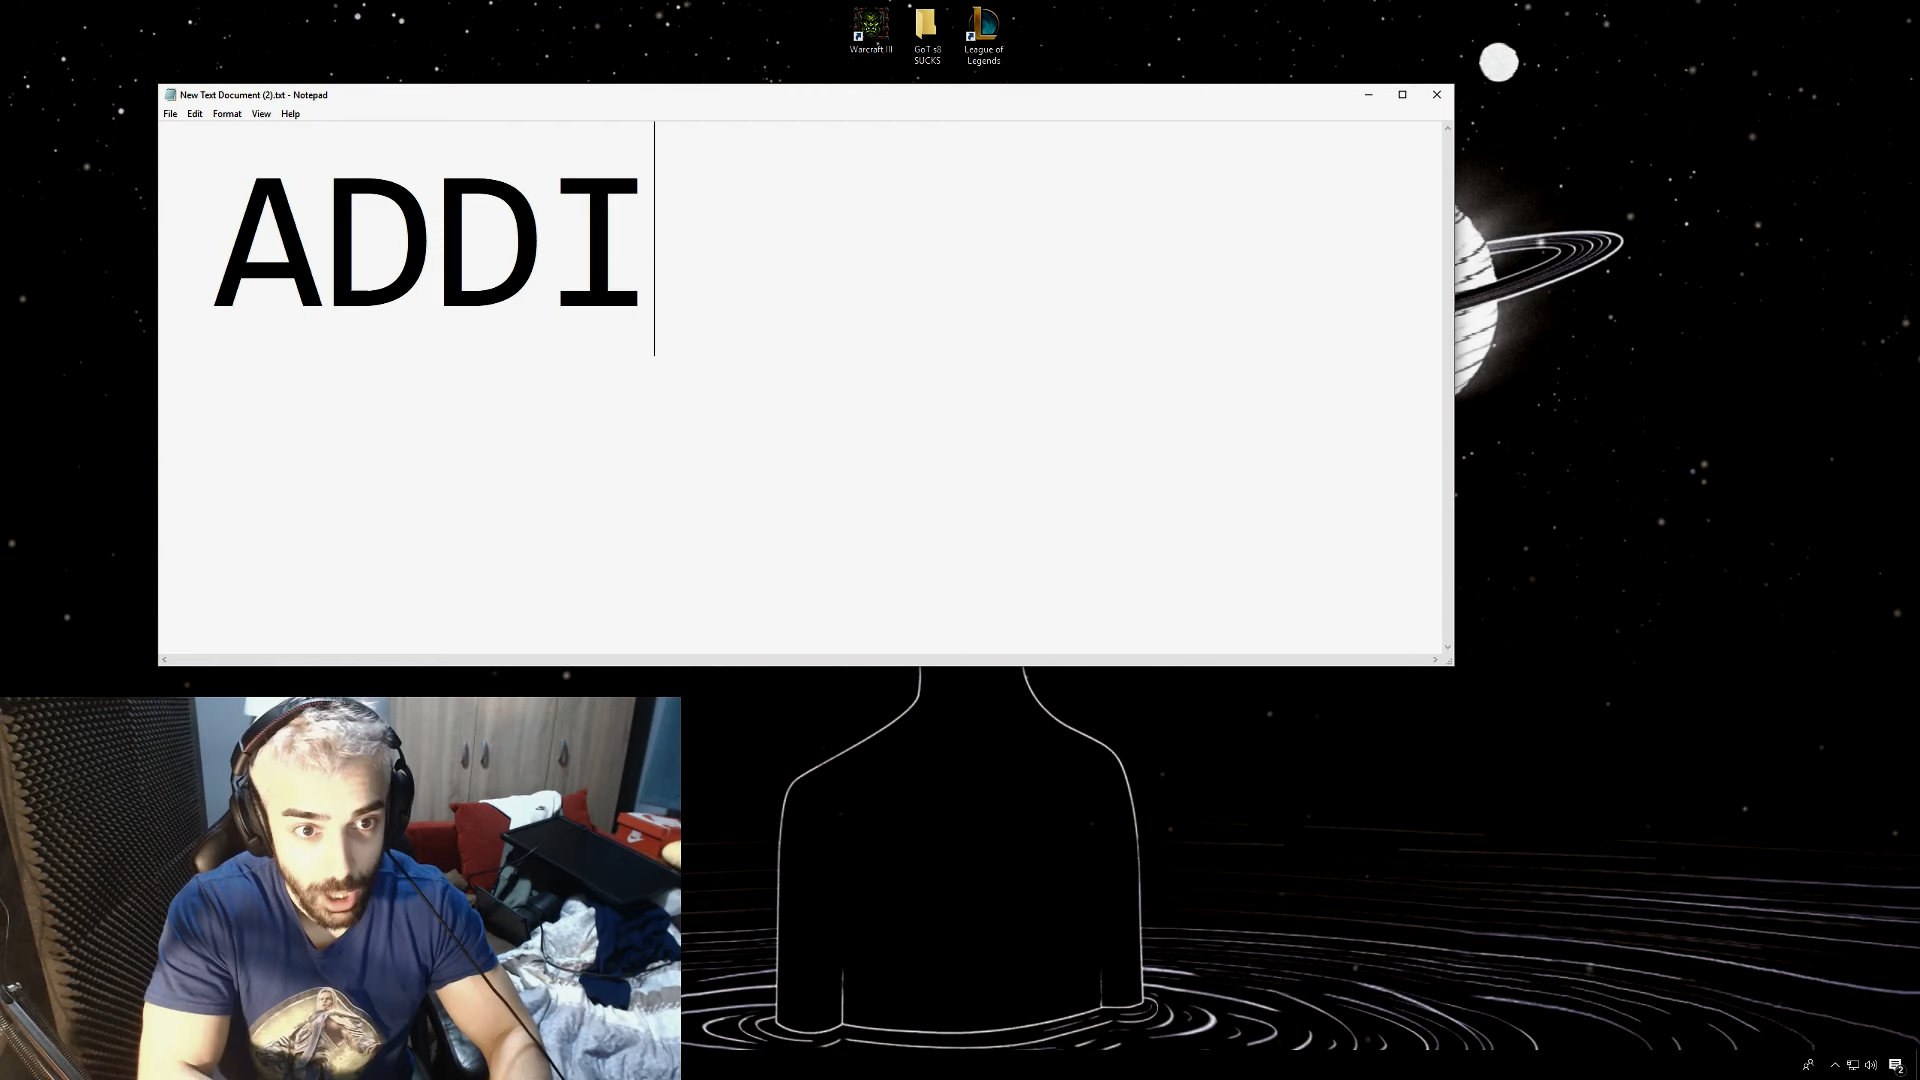 Warcraft III
GoT s8
SUCKS
League of
Legends
New Text Document (2).txt - Notepad
File Edit Format View Help
ADDI
2